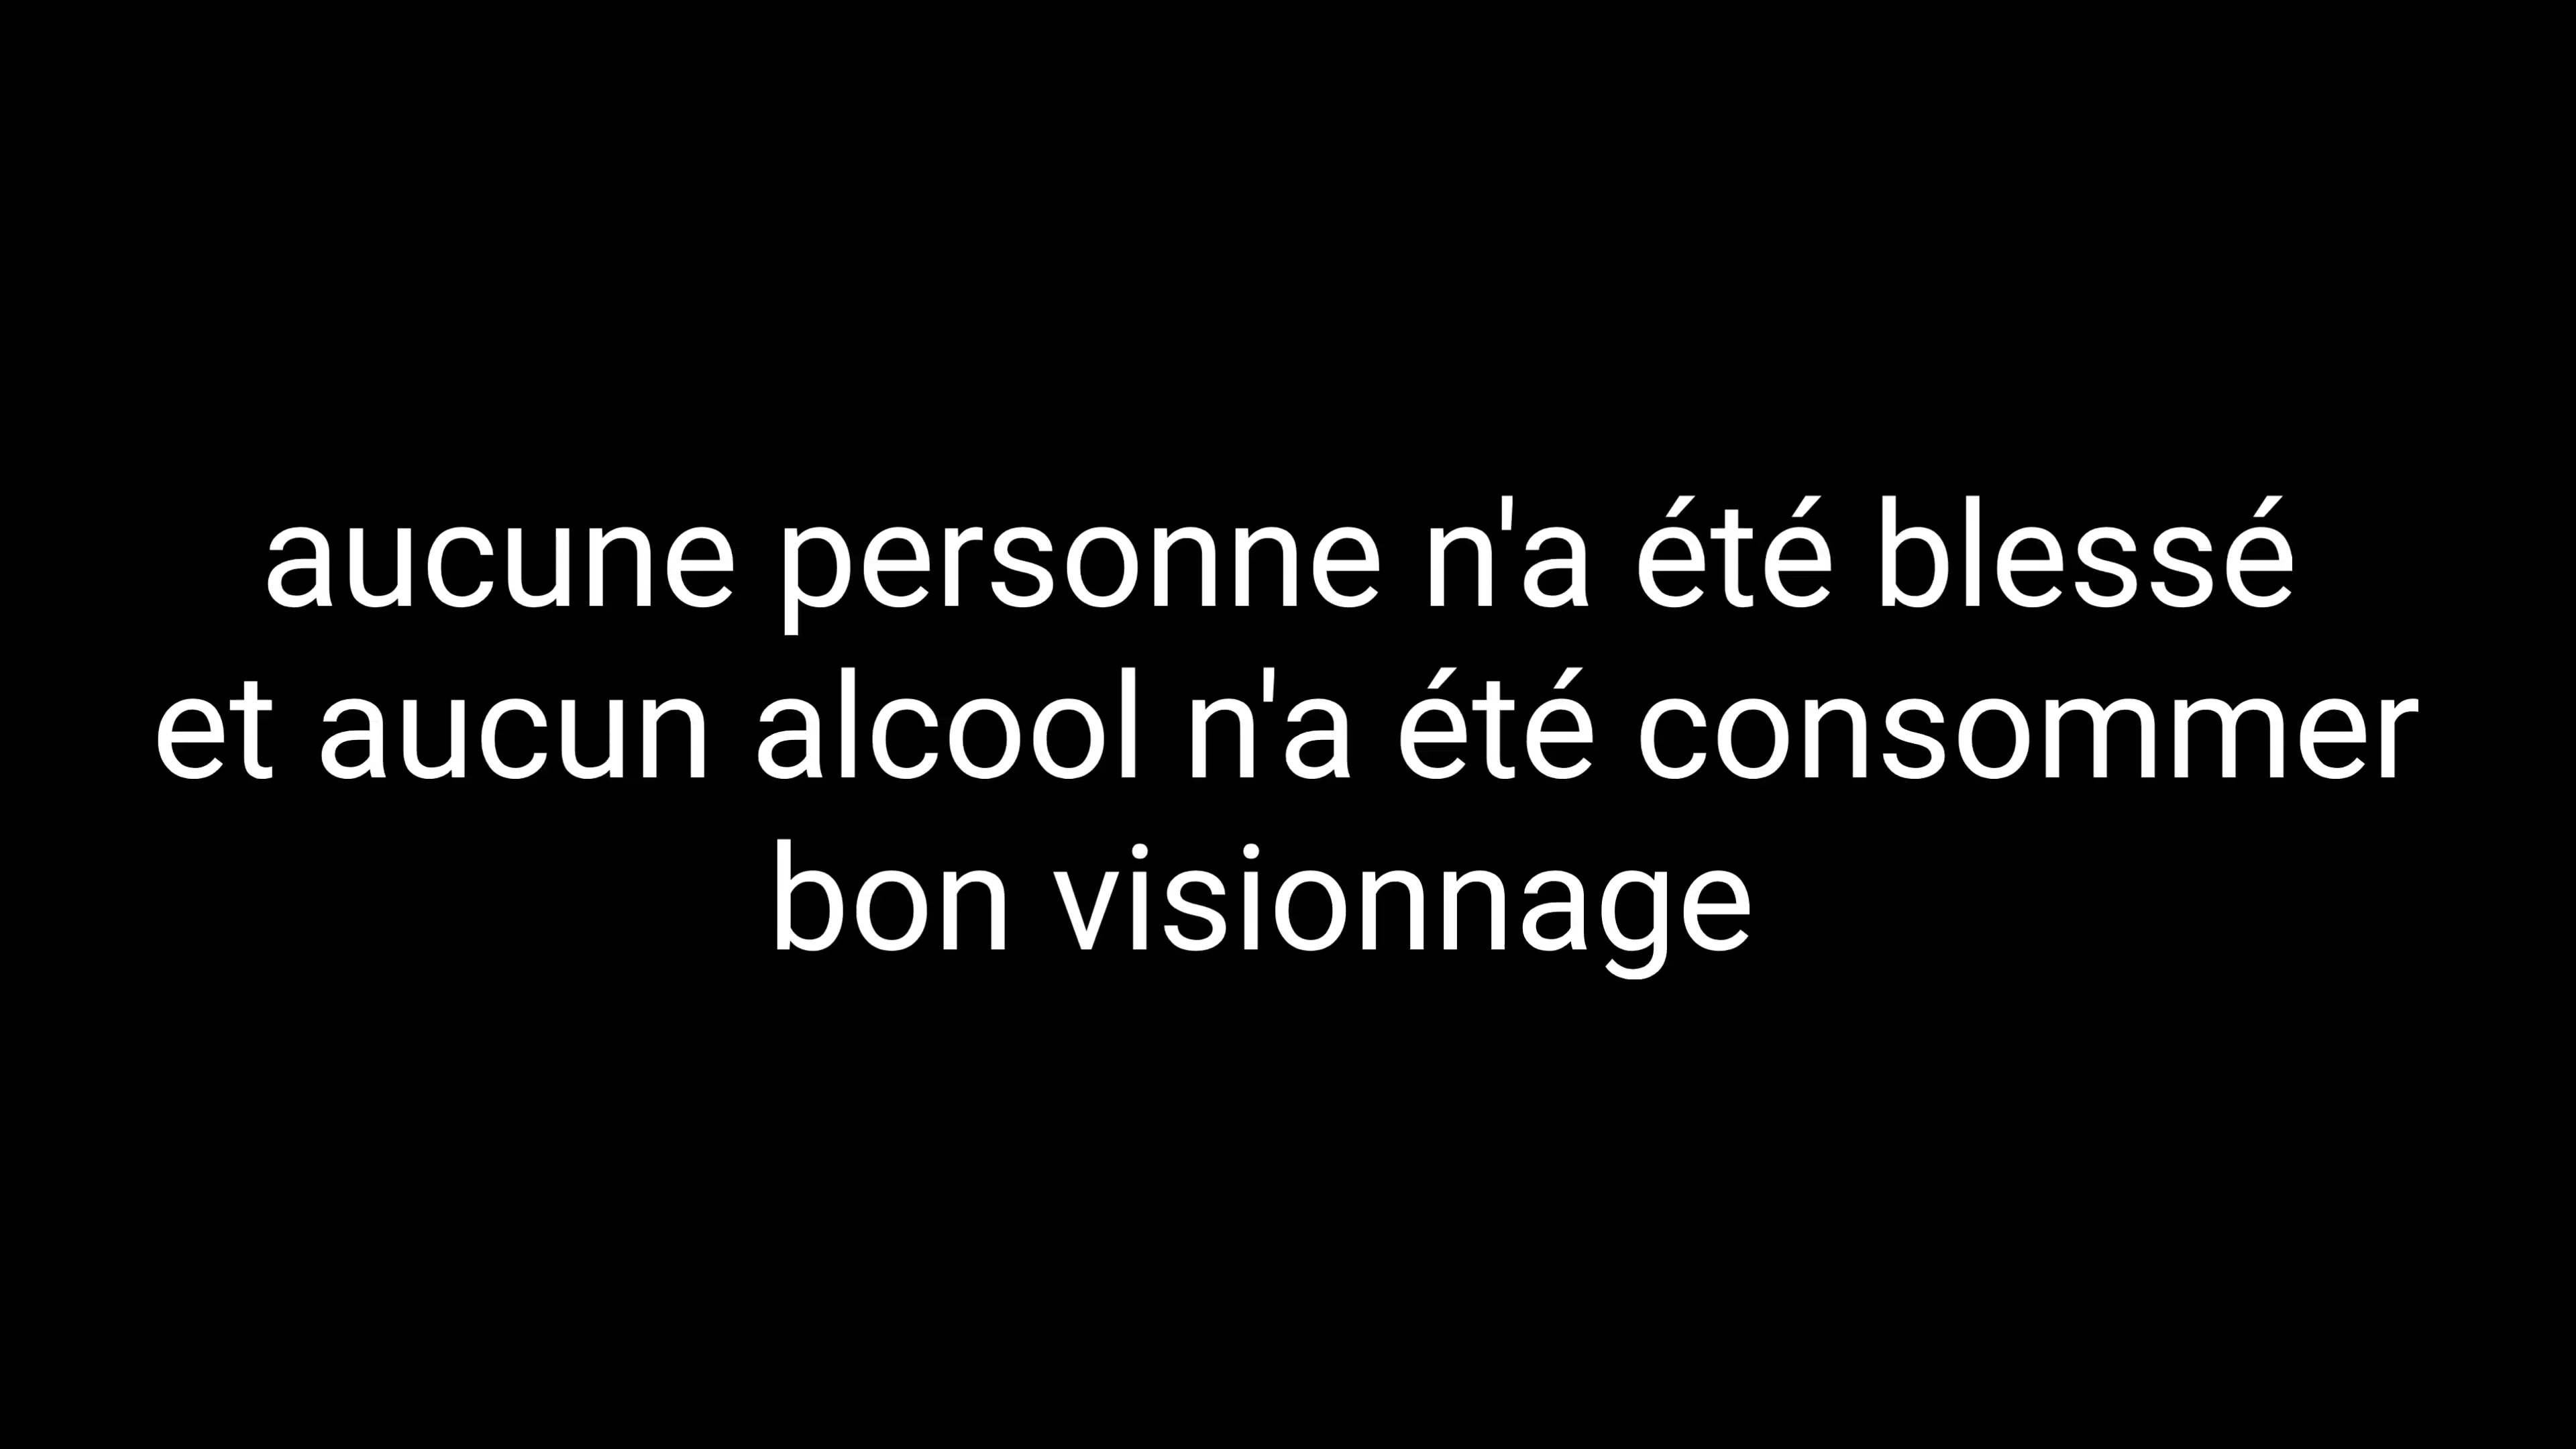 aucune personne n'a été blessé
et aucun alcool n'a été consommer
bon visionnage